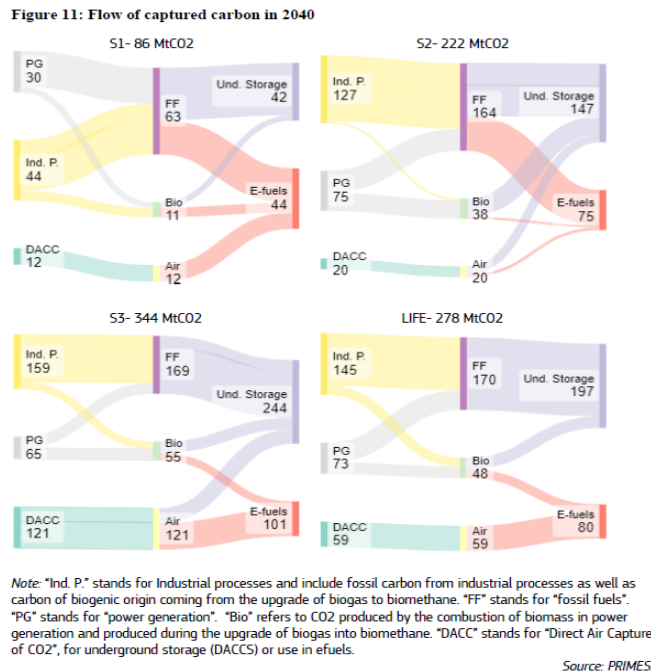 Figure 11: Flow of captured carbon in 2040
S1- 86 MtCO2
PG
30
Ind. P.
44
DACC
12
FF
63
Bio
11
Air
12
Und. Storage
42
E-fuels
44
S2- 222 MtCO2
Ind. P.
127
PG
75
DACC
20
FF
164
Bio
38
Air
20
Und. Storage
147
E-fuels
75
S3- 344 MtCO2
Ind. P.
159
PG
65
DACC
121
FF
169
Bio
55
Air
121
Und. Storage
244
E-fuels
101
LIFE- 278 MtCO2
Ind. P.
145
PG
73
DACC
59
FF
170
Bio
48
Air
59
Und. Storage
197
E-fuels
80
Note: “Ind. P.” stands for Industrial processes and include fossil carbon from industrial processes as well as
carbon of biogenic origin coming from the upgrade of biogas to biomethane. “FF” stands for “fossil fuels”.
“PG” stands for “power generation”. “Bio” refers to CO2 produced by the combustion of biomass in power
generation and produced during the upgrade of biogas into biomethane. “DACC” stands for “Direct Air Capture
of CO2”, for underground storage (DACCS) or use in efuels.
Source: PRIMES.